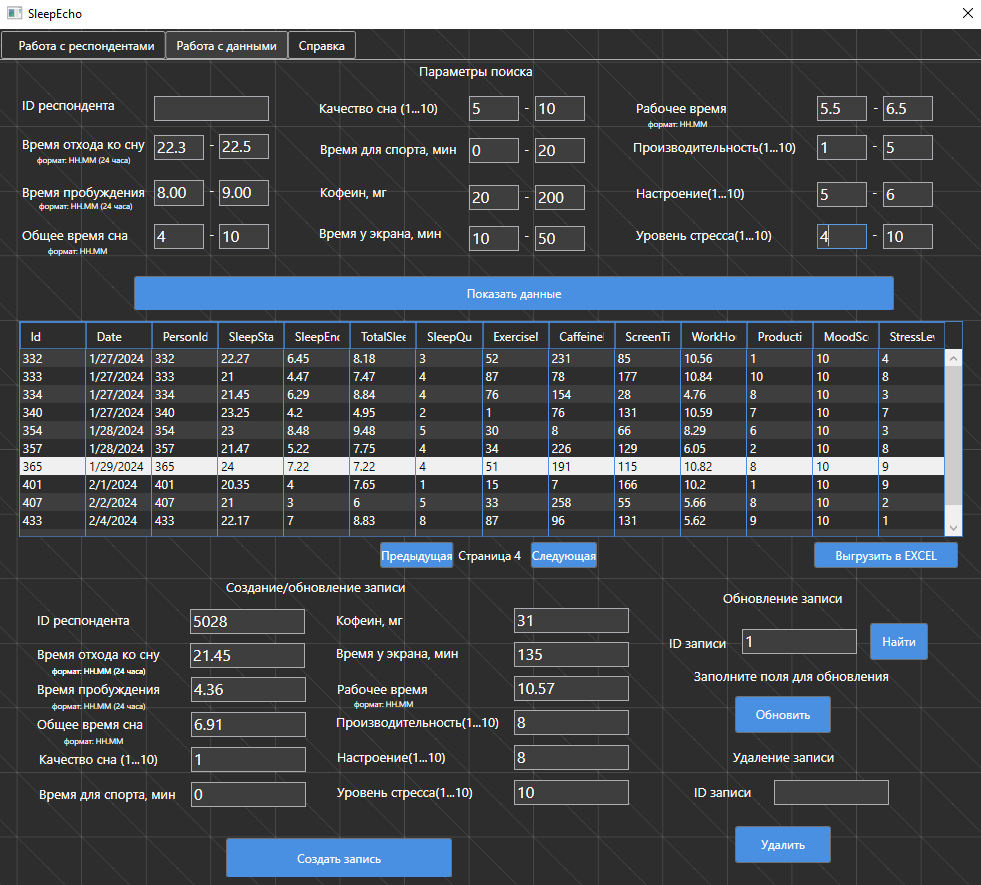 SleepEcho
Работа с респондентами Работа с данными Справка
Параметры поиска
ID респондента
Время отхода ко сну 22.3 - 22.5
формат: HH.MM (24 часа)
Время пробуждения 8.00 - 9.00
формат: HH.MM (24 часа)
Общее время сна 4 - 10
формат: HH.MM
Качество сна (1...10) 5 - 10
Время для спорта, мин 0 - 20
Кофеин, мг 20 - 200
Время у экрана, мин 10 - 50
Рабочее время 5.5 - 6.5
формат: HH.MM
Производительность(1...10) 1 - 5
Настроение(1...10) 5 - 6
Уровень стресса(1...10) 4 - 10
Показать данные
Id Date PersonId SleepSta SleepEnd TotalSlee SleepQu Exercisel Caffeinel ScreenTi WorkHo Producti MoodSc StressLev
332 1/27/2024 332 22.27 6.45 8.18 3 52 231 85 10.56 1 10 4
333 1/27/2024 333 21 4.47 7.47 4 87 78 177 10.84 10 10 8
334 1/27/2024 334 21.45 6.29 8.84 4 76 154 28 4.76 8 10 3
340 1/27/2024 340 23.25 4.2 4.95 2 1 76 131 10.59 7 10 7
354 1/28/2024 354 23 8.48 9.48 5 30 8 66 8.29 6 10 3
357 1/28/2024 357 21.47 5.22 7.75 4 34 226 129 6.05 2 10 8
365 1/29/2024 365 24 7.22 7.22 4 51 191 115 10.82 8 10 9
401 2/1/2024 401 20.35 4 7.65 1 15 7 166 10.2 1 10 9
407 2/2/2024 407 21 3 6 5 33 258 55 5.66 8 10 2
433 2/4/2024 433 22.17 7 8.83 8 87 96 131 5.62 9 10 1
Предыдущая Страница 4 Следующая
Выгрузить в EXCEL
Создание/обновление записи
ID респондента 5028
Время отхода ко сну 21.45
формат: HH.MM (24 часа)
Время пробуждения 4.36
формат: HH.MM (24 часа)
Общее время сна 6.91
формат: HH.MM
Качество сна (1...10) 1
Время для спорта, мин 0
Кофеин, мг 31
Время у экрана, мин 135
Рабочее время 10.57
формат: HH.MM
Производительность(1...10) 8
Настроение(1...10) 8
Уровень стресса(1...10) 10
Создать запись
Обновление записи
ID записи 1 Найти
Заполните поля для обновления
Обновить
Удаление записи
ID записи
Удалить